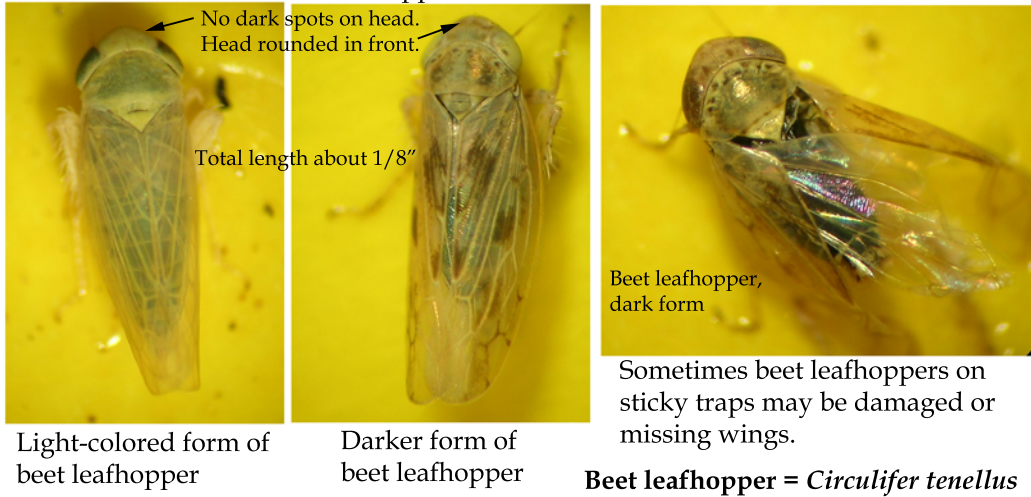 No dark spots on head.
Head rounded in front.
Total length about 1/8”
Beet leafhopper,
dark form
Light-colored form of
beet leafhopper
Darker form of
beet leafhopper
Sometimes beet leafhoppers on
sticky traps may be damaged or
missing wings.
Beet leafhopper = Circulifer tenellus